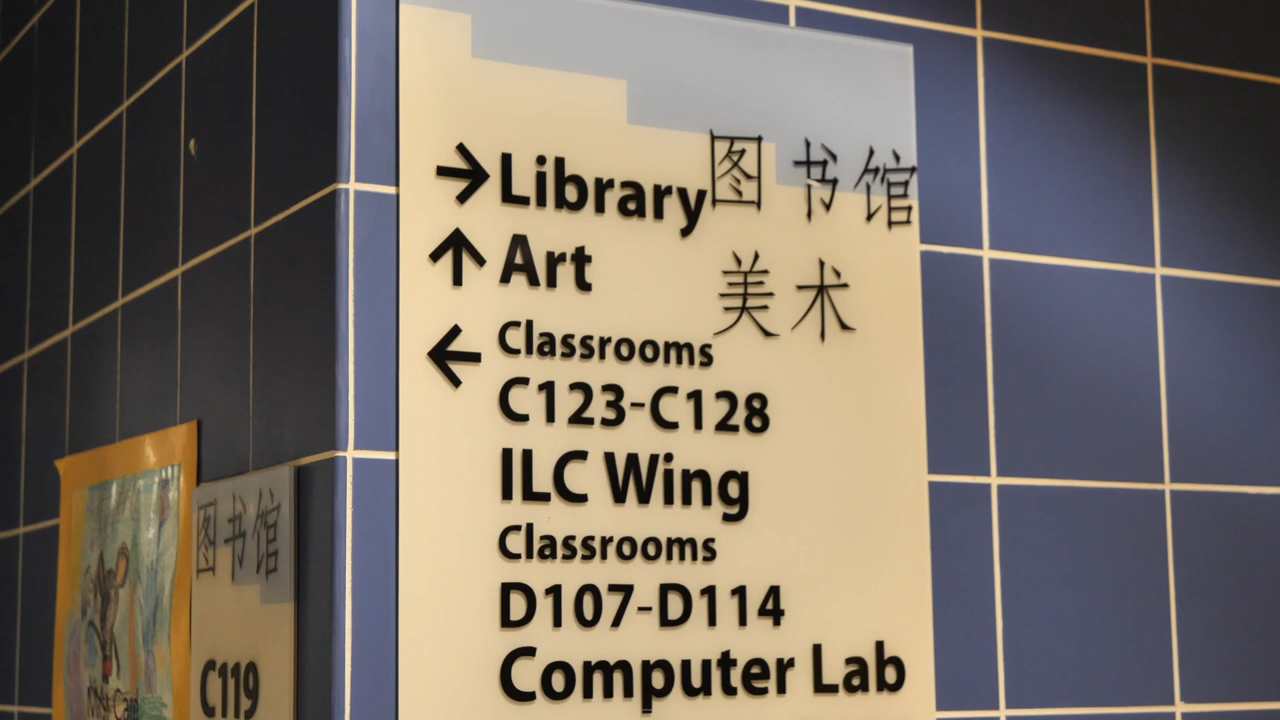 → Library 图书馆
↑ Art 美术
← Classrooms
C123-C128
ILC Wing
Classrooms
D107-D114
Computer Lab
图书馆
C119